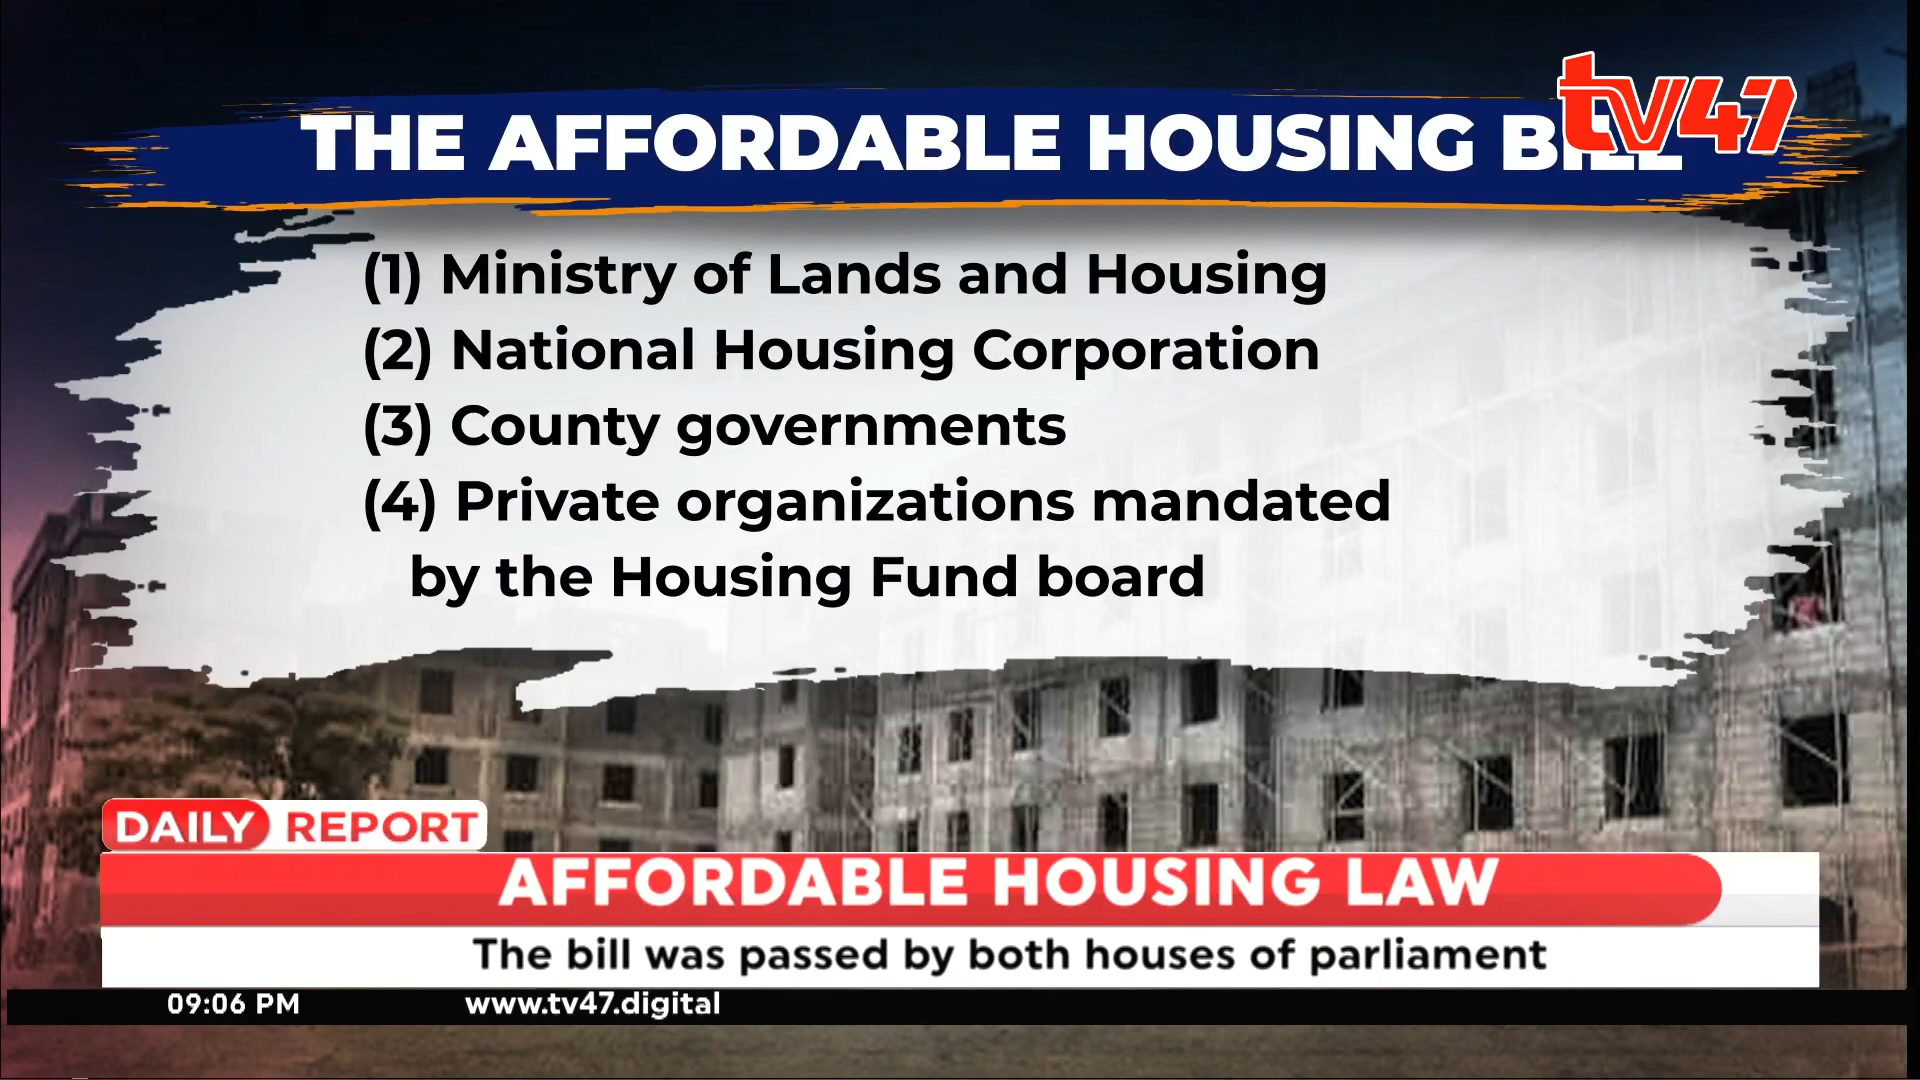 tv47
THE AFFORDABLE HOUSING BILL
(1) Ministry of Lands and Housing
(2) National Housing Corporation
(3) County governments
(4) Private organizations mandated
by the Housing Fund board
DAILY REPORT
AFFORDABLE HOUSING LAW
The bill was passed by both houses of parliament
09:06 PM www.tv47.digital